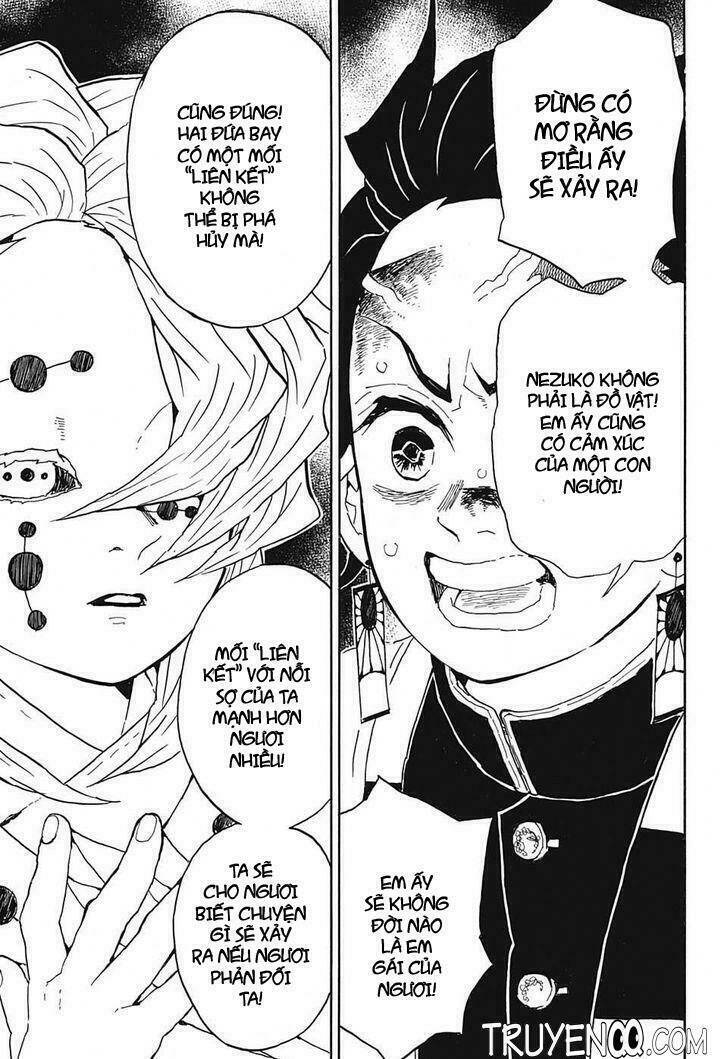 ĐỪNG CÓ
MƠ RẰNG
ĐIỀU ẤY
SẼ XẢY RA!
NEZUKO KHÔNG
PHẢI LÀ ĐỒ VẬT!
EM ẤY CŨNG
CÓ CẢM XÚC
CỦA MỘT CON
NGƯỜI!
EM ẤY
SẼ KHÔNG
ĐỜI NÀO
LÀ EM
GÁI CỦA
NGƯƠI!
CŨNG ĐÚNG!
HAI ĐỨA BAY
CÓ MỘT MỐI
“LIÊN KẾT”
KHÔNG
THỂ BỊ PHÁ
HỦY MÀ!
MỐI “LIÊN
KẾT” VỚI NỖI
SỢ CỦA TA
MẠNH HƠN
NGƯƠI
NHIỀU!
TA SẼ
CHO NGƯƠI
BIẾT CHUYỆN
GÌ SẼ XẢY
RA NẾU NGƯƠI
PHẢN ĐỐI
TA!
TRUYENQQ.COM